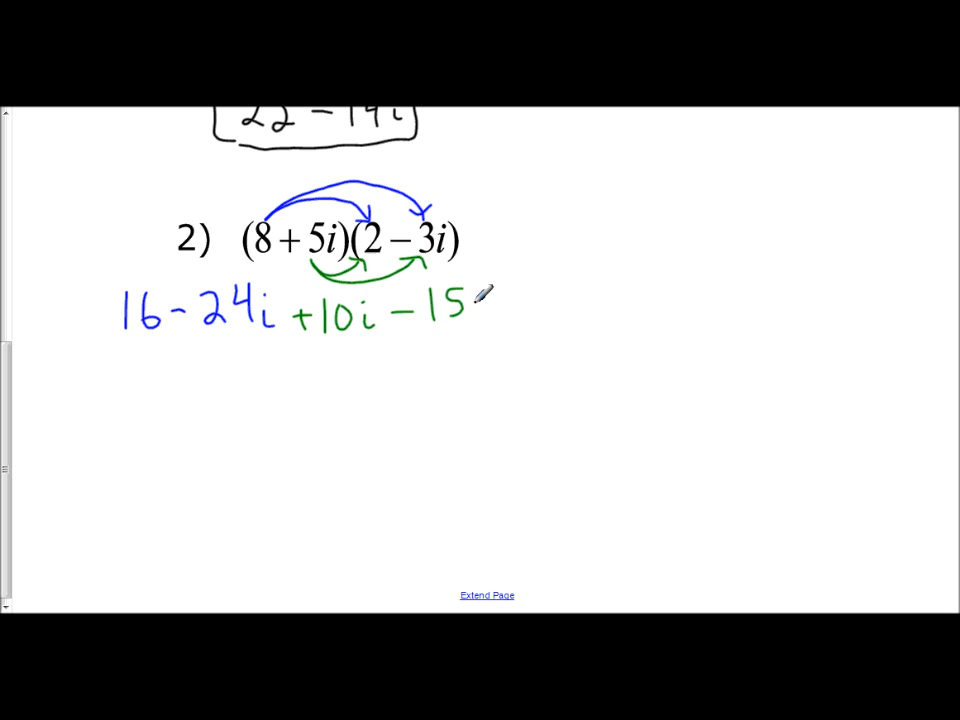 22 - 14i
2) (8 + 5i)(2 − 3i)
16 - 24i + 10i - 15
Extend Page